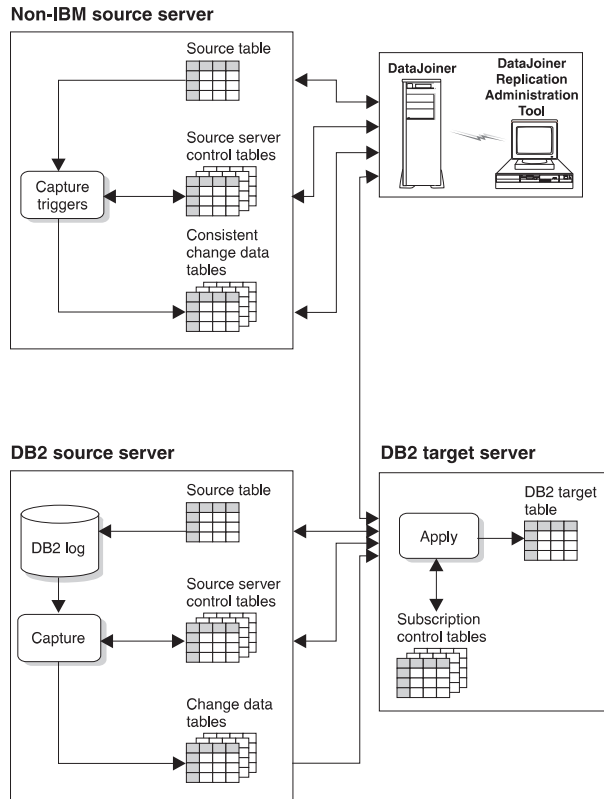 Non-IBM source server
Source table
Source server
control tables
Capture
triggers
Consistent
change data
tables
DataJoiner
DataJoiner
Replication
Administration
Tool
DB2 source server
Source table
DB2 log
Source server
control tables
Capture
Change data
tables
DB2 target server
DB2 target
table
Apply
Subscription
control tables